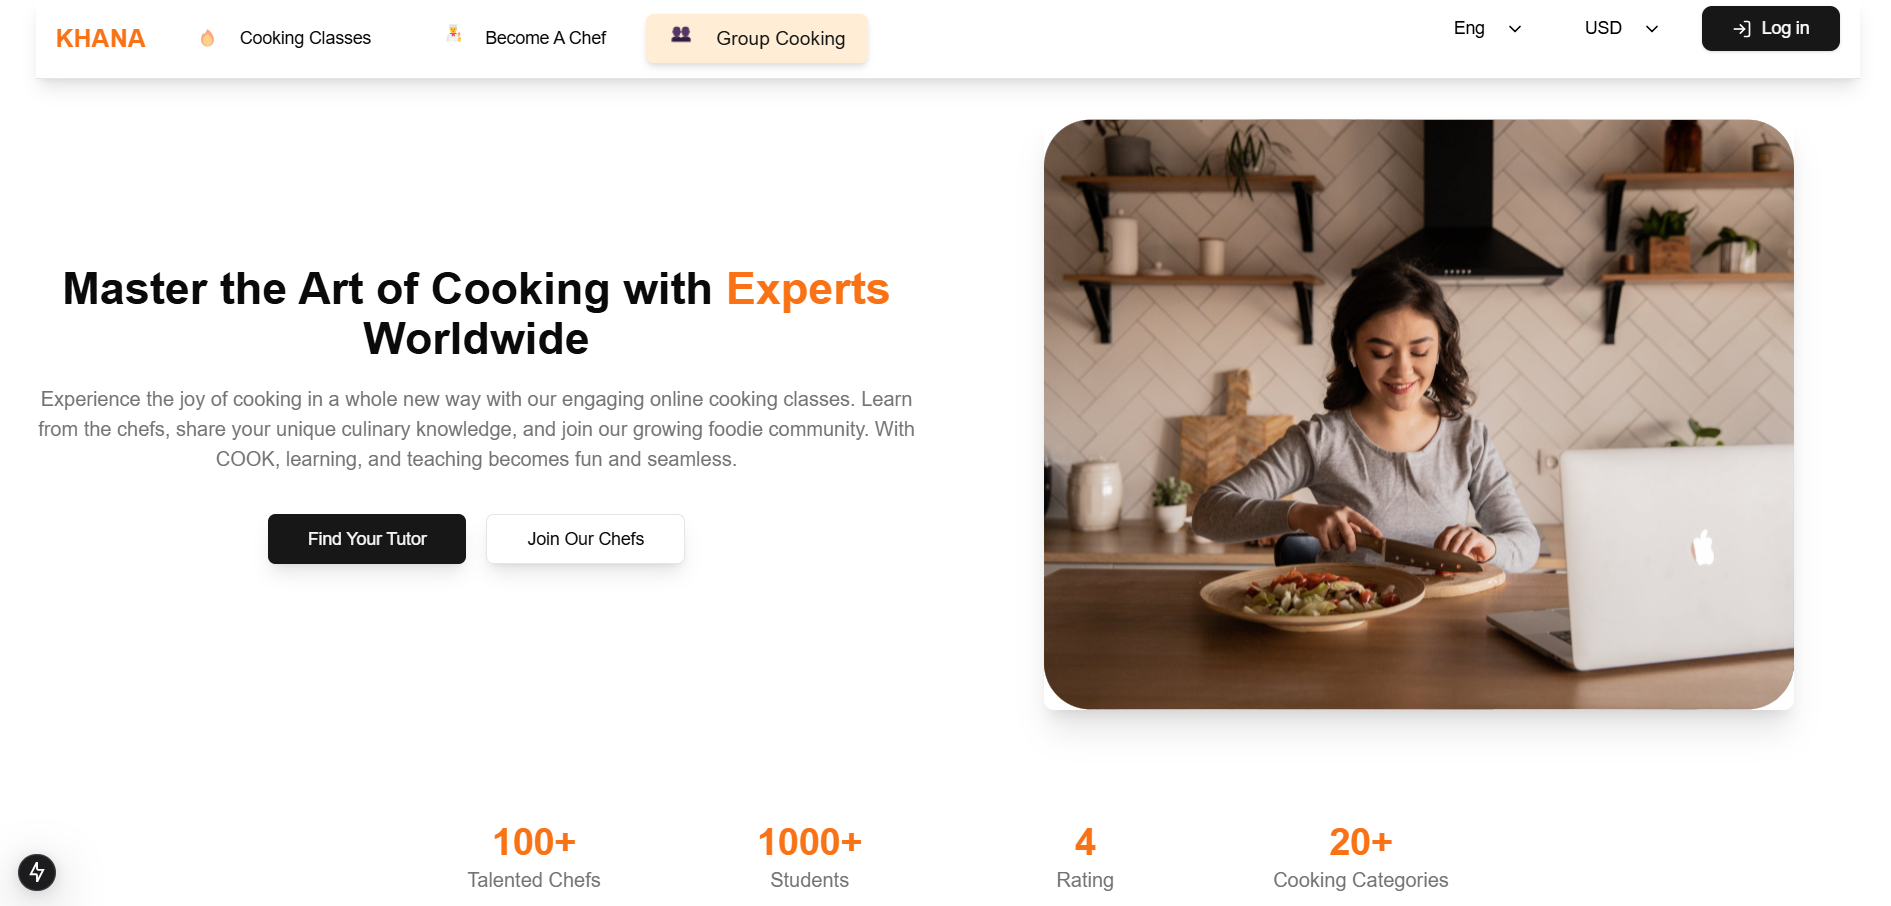 KHANA
Cooking Classes
Become A Chef
Group Cooking
Eng
USD
Log in
Master the Art of Cooking with Experts
Worldwide
Experience the joy of cooking in a whole new way with our engaging online cooking classes. Learn
from the chefs, share your unique culinary knowledge, and join our growing foodie community. With
COOK, learning, and teaching becomes fun and seamless.
Find Your Tutor
Join Our Chefs
100+
Talented Chefs
1000+
Students
4
Rating
20+
Cooking Categories